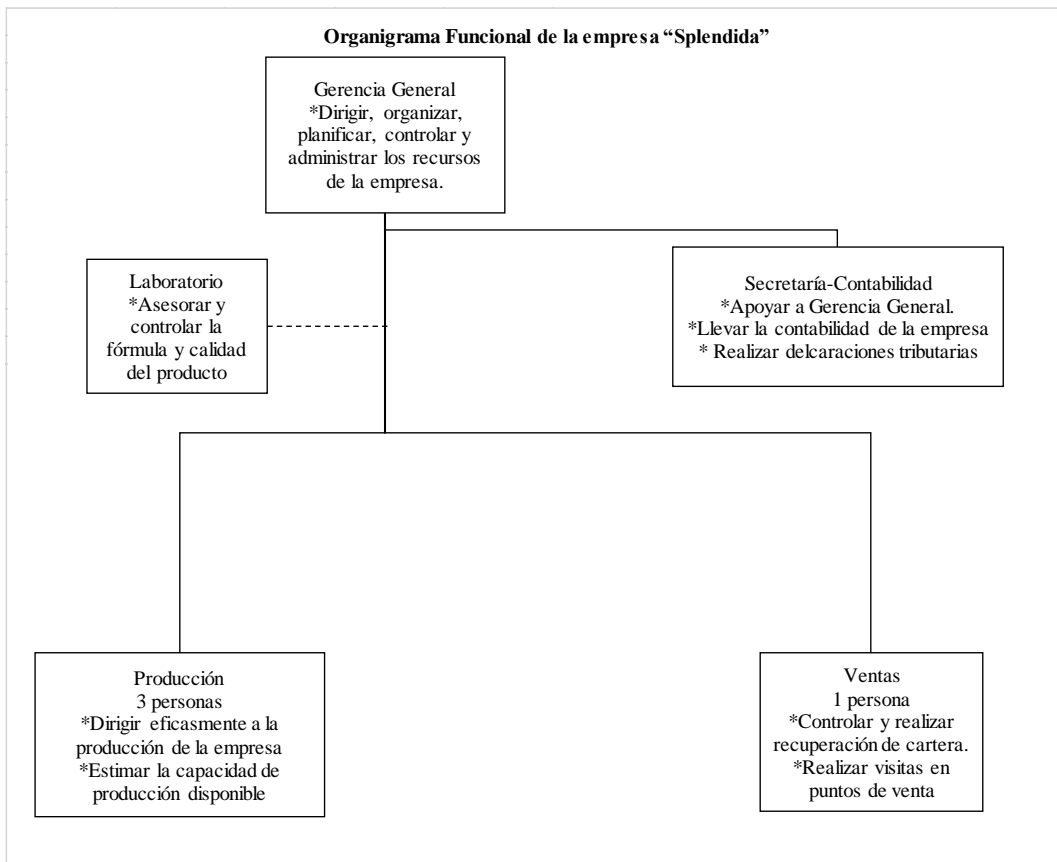 Organigrama Funcional de la empresa “Splendida”
Gerencia General
*Dirigir, organizar,
planificar, controlar y
administrar los recursos
de la empresa.
Laboratorio
*Asesorar y
controlar la
fórmula y calidad
del producto
Secretaría-Contabilidad
*Apoyar a Gerencia General.
*Llevar la contabilidad de la empresa
* Realizar delcaraciones tributarias
Producción
3 personas
*Dirigir eficasmente a la
producción de la empresa
*Estimar la capacidad de
producción disponible
Ventas
1 persona
*Controlar y realizar
recuperación de cartera.
*Realizar visitas en
puntos de venta